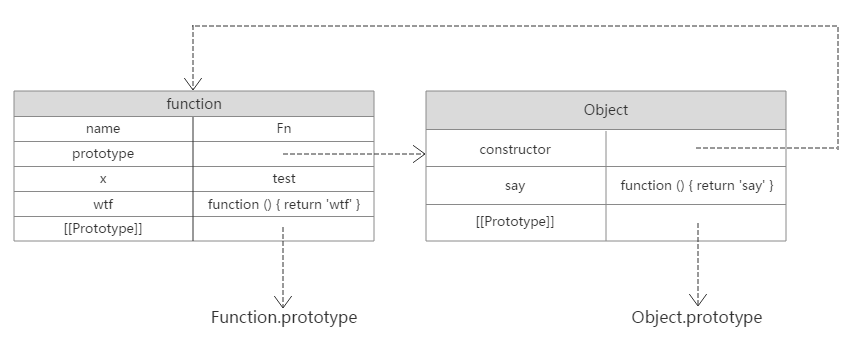 function
name Fn
prototype
x test
wtf function () { return 'wtf' }
[[Prototype]]
Object
constructor
say function () { return 'say' }
[[Prototype]]
Function.prototype
Object.prototype